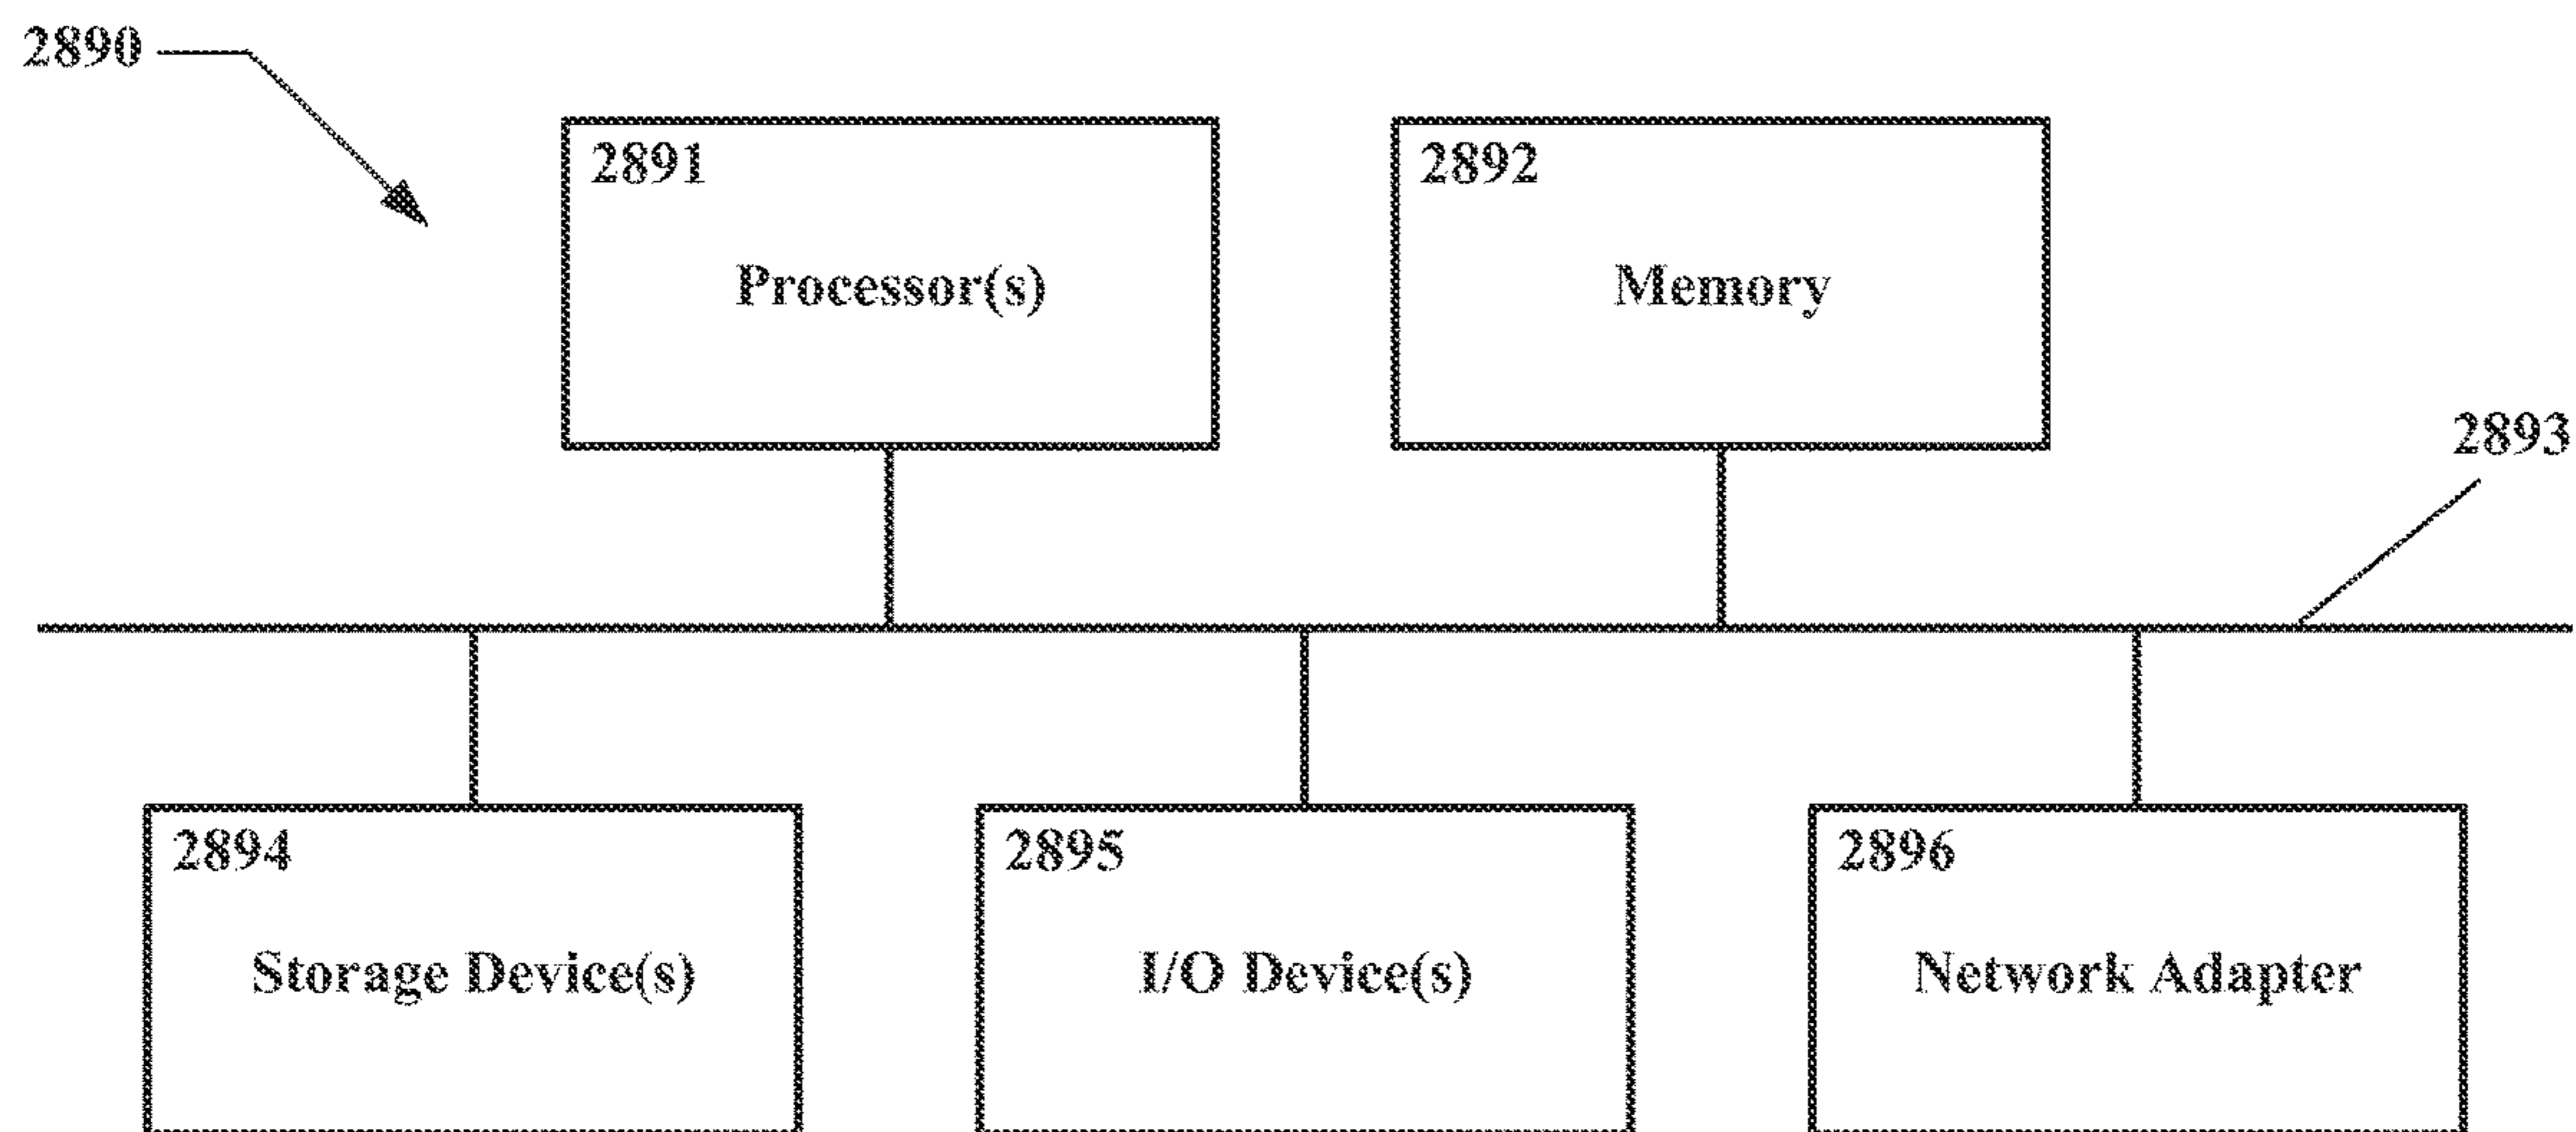 2890
2891
Processor(s)
2892
Memory
2893
2894
Storage Device(s)
2895
I/O Device(s)
2896
Network Adapter